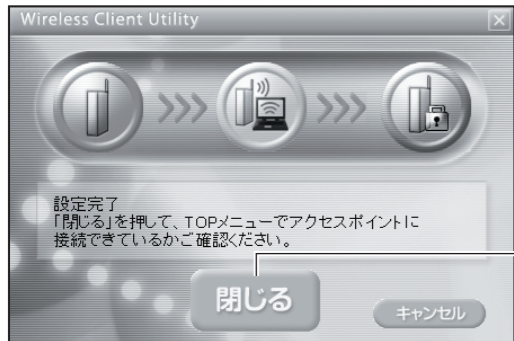 Wireless Client Utility
設定完了
「閉じる」を押して、TOPメニューでアクセスポイントに
接続できているかご確認ください。
閉じる
キャンセル